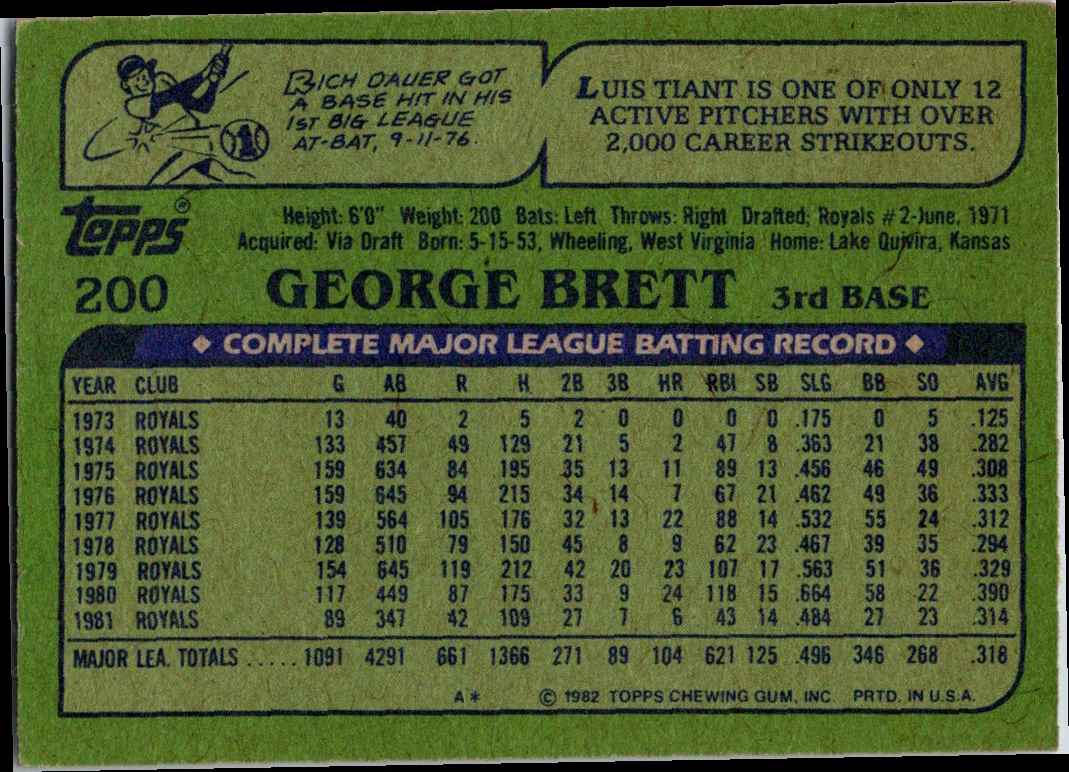 RICH DAUER GOT
A BASE HIT IN HIS
1ST BIG LEAGUE
AT-BAT, 9-11-76.
1
LUIS TIANT IS ONE OF ONLY 12
ACTIVE PITCHERS WITH OVER
2,000 CAREER STRIKEOUTS.
topps®
Height: 6'0" Weight: 200 Bats: Left Throws: Right Drafted: Royals #2-June, 1971
Acquired: Via Draft Born: 5-15-53, Wheeling, West Virginia Home: Lake Quivira, Kansas
200 GEORGE BRETT 3rd BASE
◆ COMPLETE MAJOR LEAGUE BATTING RECORD ◆
YEAR CLUB G AB R H 2B 3B HR RBI SB SLG BB SO AVG
1973 ROYALS 13 40 2 5 2 0 0 0 0 .175 0 5 .125
1974 ROYALS 133 457 49 129 21 5 2 47 8 .363 21 38 .282
1975 ROYALS 159 634 84 195 35 13 11 89 13 .456 46 49 .308
1976 ROYALS 159 645 94 215 34 14 7 67 21 .462 49 36 .333
1977 ROYALS 139 564 105 176 32 13 22 88 14 .532 55 24 .312
1978 ROYALS 128 510 79 150 45 8 9 62 23 .467 39 35 .294
1979 ROYALS 154 645 119 212 42 20 23 107 17 .563 51 36 .329
1980 ROYALS 117 449 87 175 33 9 24 118 15 .664 58 22 .390
1981 ROYALS 89 347 42 109 27 7 6 43 14 .484 27 23 .314
MAJOR LEA. TOTALS ..... 1091 4291 661 1366 271 89 104 621 125 .496 346 268 .318
A* © 1982 TOPPS CHEWING GUM, INC PRTD. IN U.S.A.